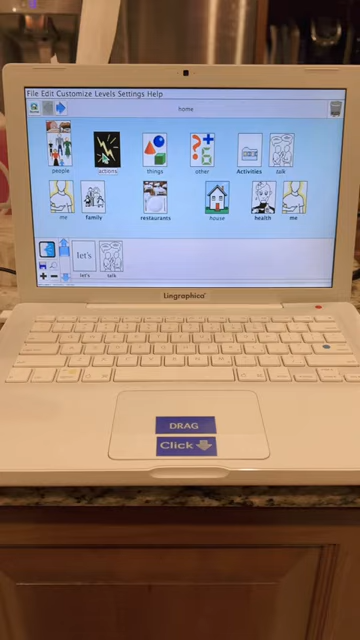 File Edit Customize Levels Settings Help
Home
home
people actions things other Activities talk
me family restaurants house health me
let's
let's talk
Lingraphica
DRAG
Click